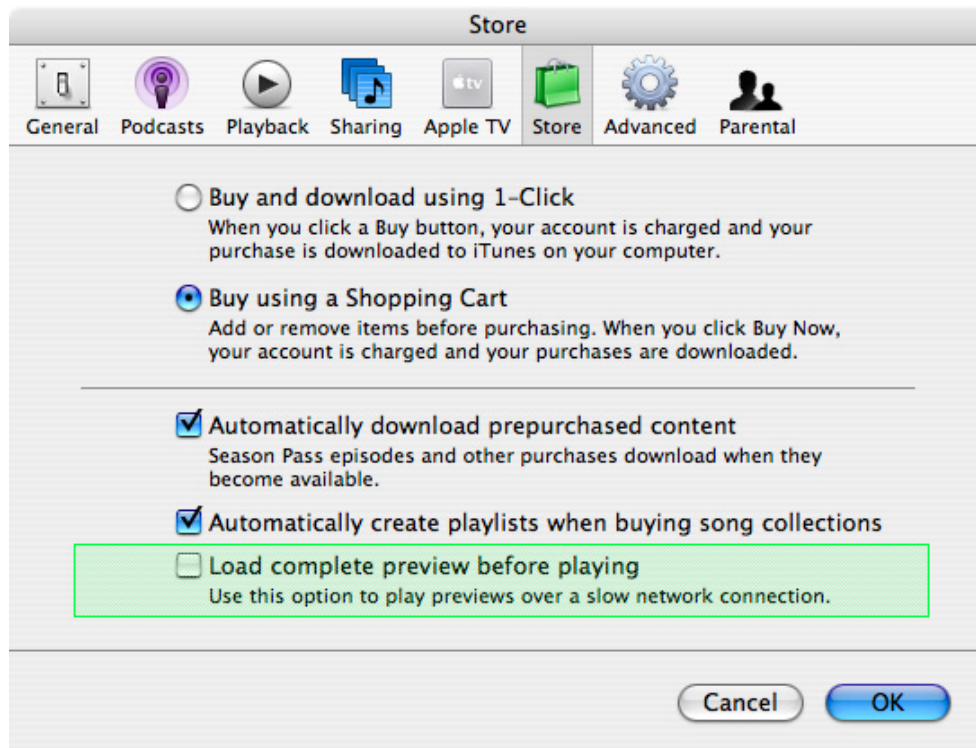 Store
tv
General Podcasts Playback Sharing Apple TV Store Advanced Parental
Buy and download using 1-Click
When you click a Buy button, your account is charged and your
purchase is downloaded to iTunes on your computer.
Buy using a Shopping Cart
Add or remove items before purchasing. When you click Buy Now,
your account is charged and your purchases are downloaded.
Automatically download prepurchased content
Season Pass episodes and other purchases download when they
become available.
Automatically create playlists when buying song collections
Load complete preview before playing
Use this option to play previews over a slow network connection.
Cancel OK